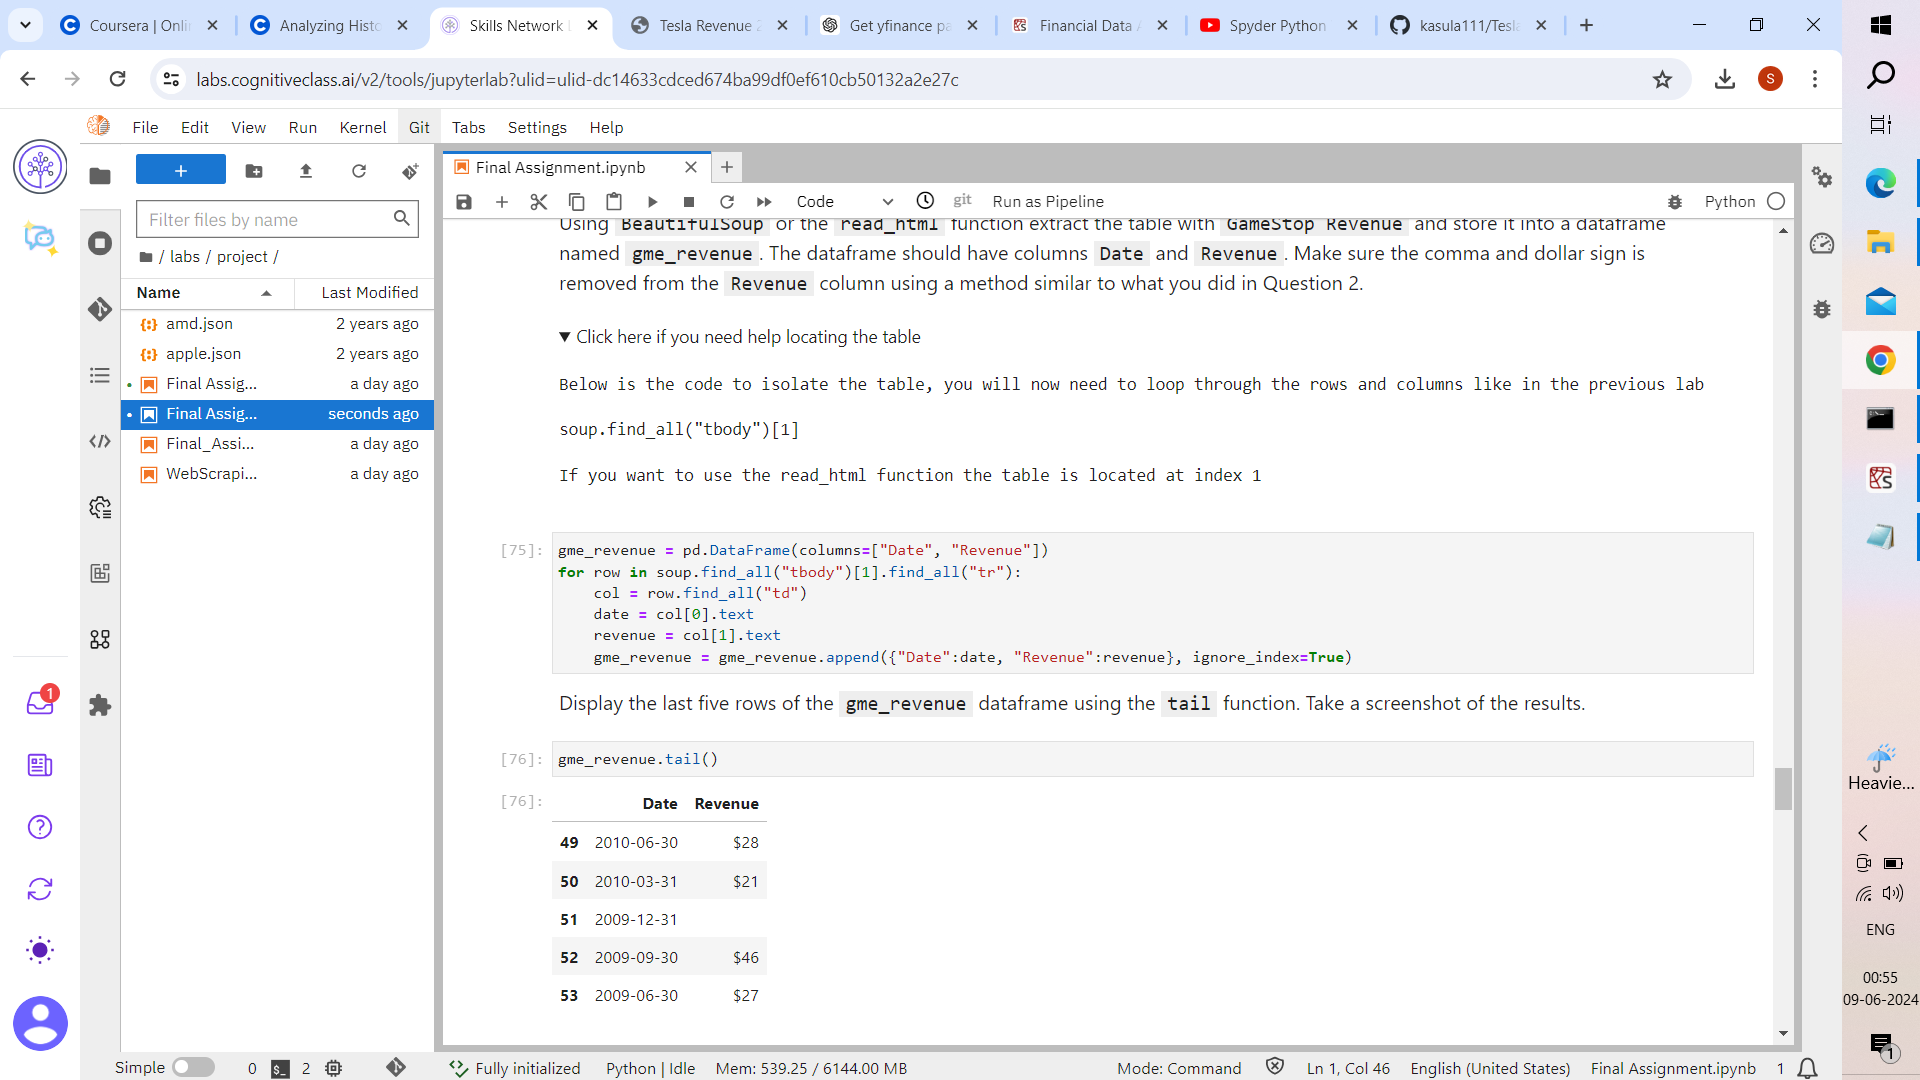 Coursera | Onli
Analyzing Histo
Skills Network
Tesla Revenue 2
Get yfinance pa
Financial Data A
Spyder Python
kasula111/Tesla
labs.cognitiveclass.ai/v2/tools/jupyterlab?ulid=ulid-dc14633cdced674ba99df0ef610cb50132a2e27c
S
File Edit View Run Kernel Git Tabs Settings Help
Final Assignment.ipynb
Code
git
Run as Pipeline
Python
Filter files by name
/ labs / project /
Name Last Modified
amd.json 2 years ago
apple.json 2 years ago
Final Assig... a day ago
Final Assig... seconds ago
Final_Assi... a day ago
WebScrapi... a day ago
Using BeautifulSoup or the read_html function extract the table with GameStop Revenue and store it into a dataframe
named gme_revenue. The dataframe should have columns Date and Revenue. Make sure the comma and dollar sign is
removed from the Revenue column using a method similar to what you did in Question 2.
Click here if you need help locating the table
Below is the code to isolate the table, you will now need to loop through the rows and columns like in the previous lab
soup.find_all("tbody")[1]
If you want to use the read_html function the table is located at index 1
[75]: gme_revenue = pd.DataFrame(columns=["Date", "Revenue"])
for row in soup.find_all("tbody")[1].find_all("tr"):
col = row.find_all("td")
date = col[0].text
revenue = col[1].text
gme_revenue = gme_revenue.append({"Date":date, "Revenue":revenue}, ignore_index=True)
Display the last five rows of the gme_revenue dataframe using the tail function. Take a screenshot of the results.
[76]: gme_revenue.tail()
[76]: Date Revenue
49 2010-06-30 $28
50 2010-03-31 $21
51 2009-12-31
52 2009-09-30 $46
53 2009-06-30 $27
1
Simple 0 2 Fully initialized Python | Idle Mem: 539.25 / 6144.00 MB Mode: Command Ln 1, Col 46 English (United States) Final Assignment.ipynb 1
Heavie...
ENG
00:55
09-06-2024
1